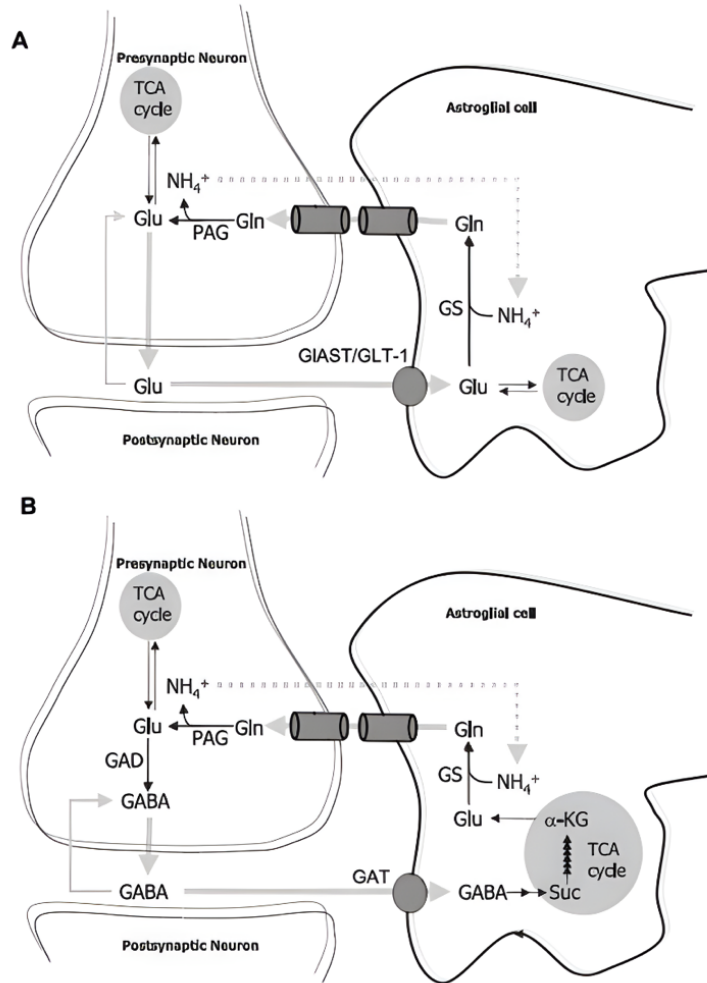 A
Presynaptic Neuron
TCA
cycle
Astroglial cell
NH₄⁺
Glu
PAG
Gln
Gln
GS
NH₄⁺
GlAST/GLT-1
Glu
Glu
TCA
cycle
Postsynaptic Neuron
B
Presynaptic Neuron
TCA
cycle
Astroglial cell
NH₄⁺
Glu
PAG
Gln
Gln
GAD
GS
NH₄⁺
GABA
Glu
α-KG
TCA
cycle
GAT
GABA
GABA
Suc
Postsynaptic Neuron